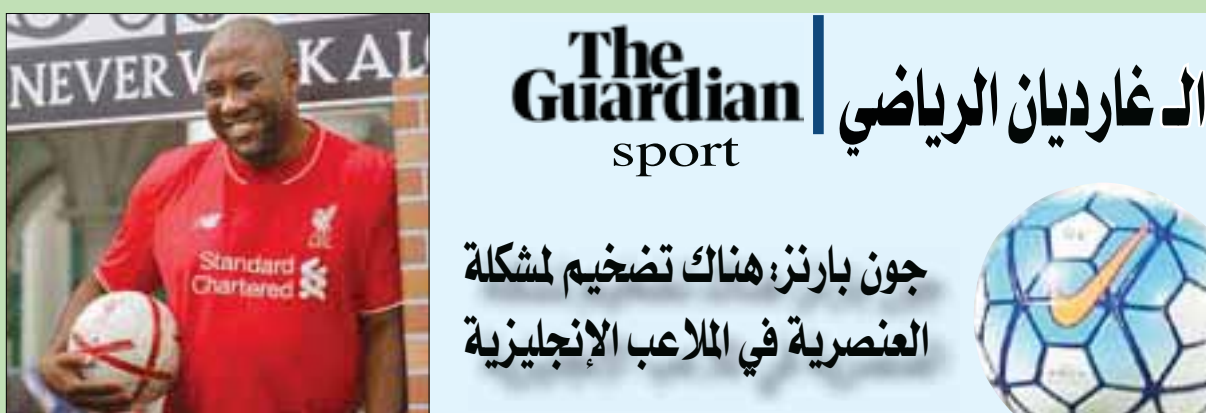 NEVER W K AL
Standard
Chartered
The
Guardian
sport
الـ غارديان الرياضي
جون بارنز: هناك تضخيم لمشكلة
العنصرية في الملاعب الإنجليزية